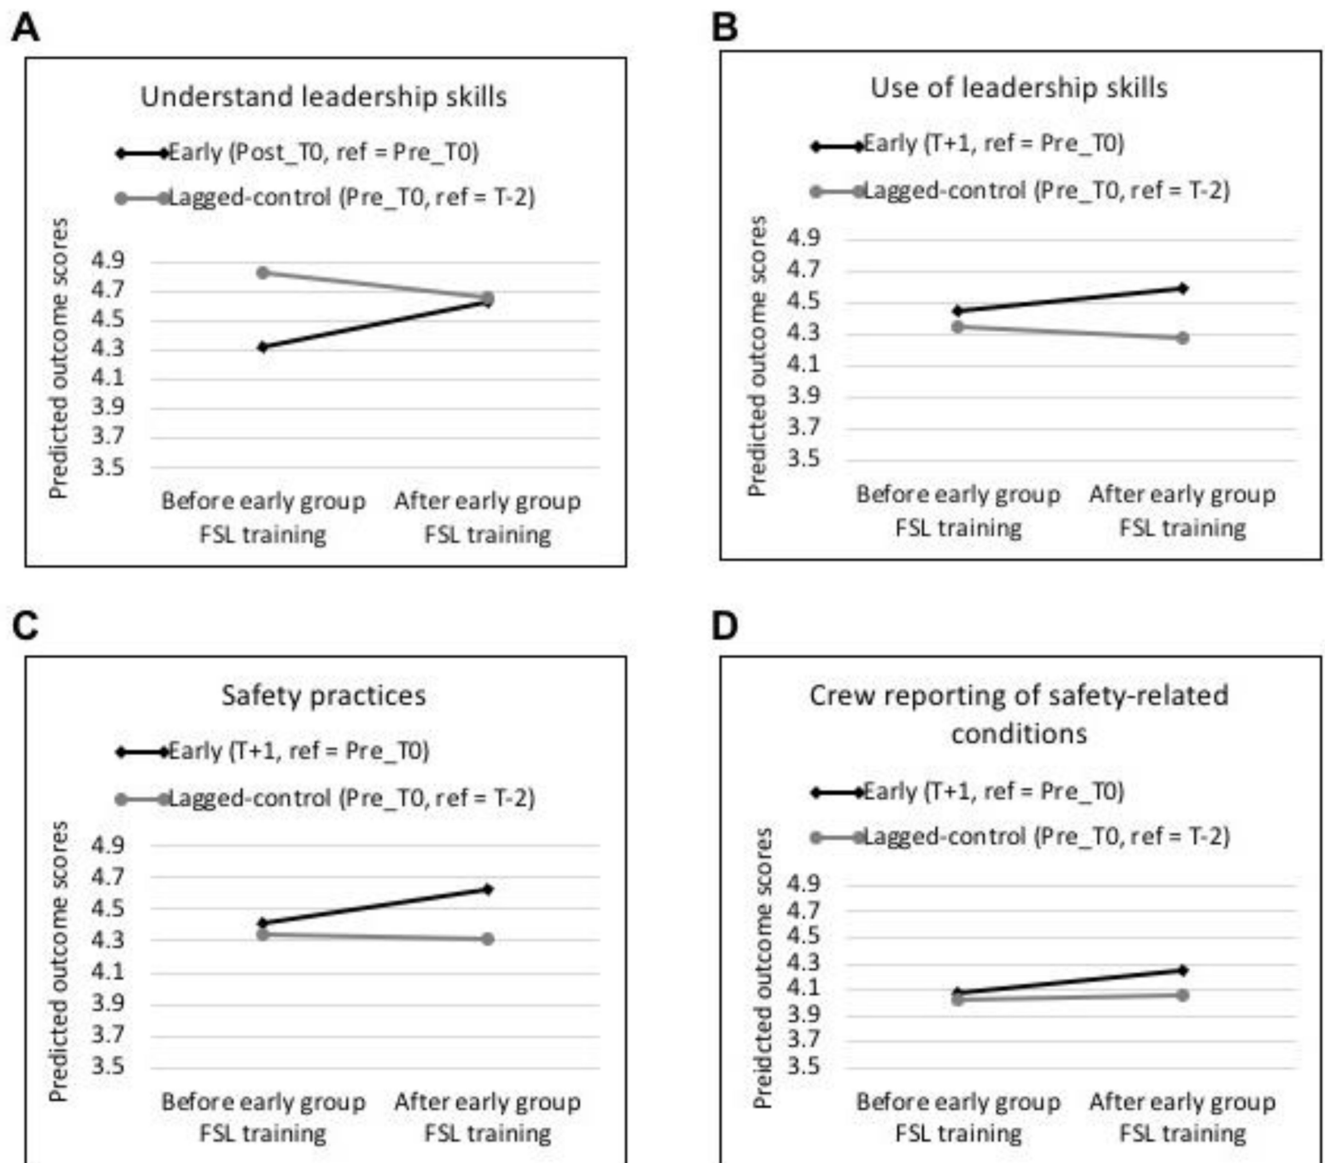 A
Understand leadership skills
Early (Post_T0, ref = Pre_T0)
Lagged-control (Pre_T0, ref = T-2)
Predicted outcome scores
4.9
4.7
4.5
4.3
4.1
3.9
3.7
3.5
Before early group
FSL training
After early group
FSL training
B
Use of leadership skills
Early (T+1, ref = Pre_T0)
Lagged-control (Pre_T0, ref = T-2)
Predicted outcome scores
4.9
4.7
4.5
4.3
4.1
3.9
3.7
3.5
Before early group
FSL training
After early group
FSL training
C
Safety practices
Early (T+1, ref = Pre_T0)
Lagged-control (Pre_T0, ref = T-2)
Predicted outcome scores
4.9
4.7
4.5
4.3
4.1
3.9
3.7
3.5
Before early group
FSL training
After early group
FSL training
D
Crew reporting of safety-related
conditions
Early (T+1, ref = Pre_T0)
Lagged-control (Pre_T0, ref = T-2)
Preidcted outcome scores
4.9
4.7
4.5
4.3
4.1
3.9
3.7
3.5
Before early group
FSL training
After early group
FSL training